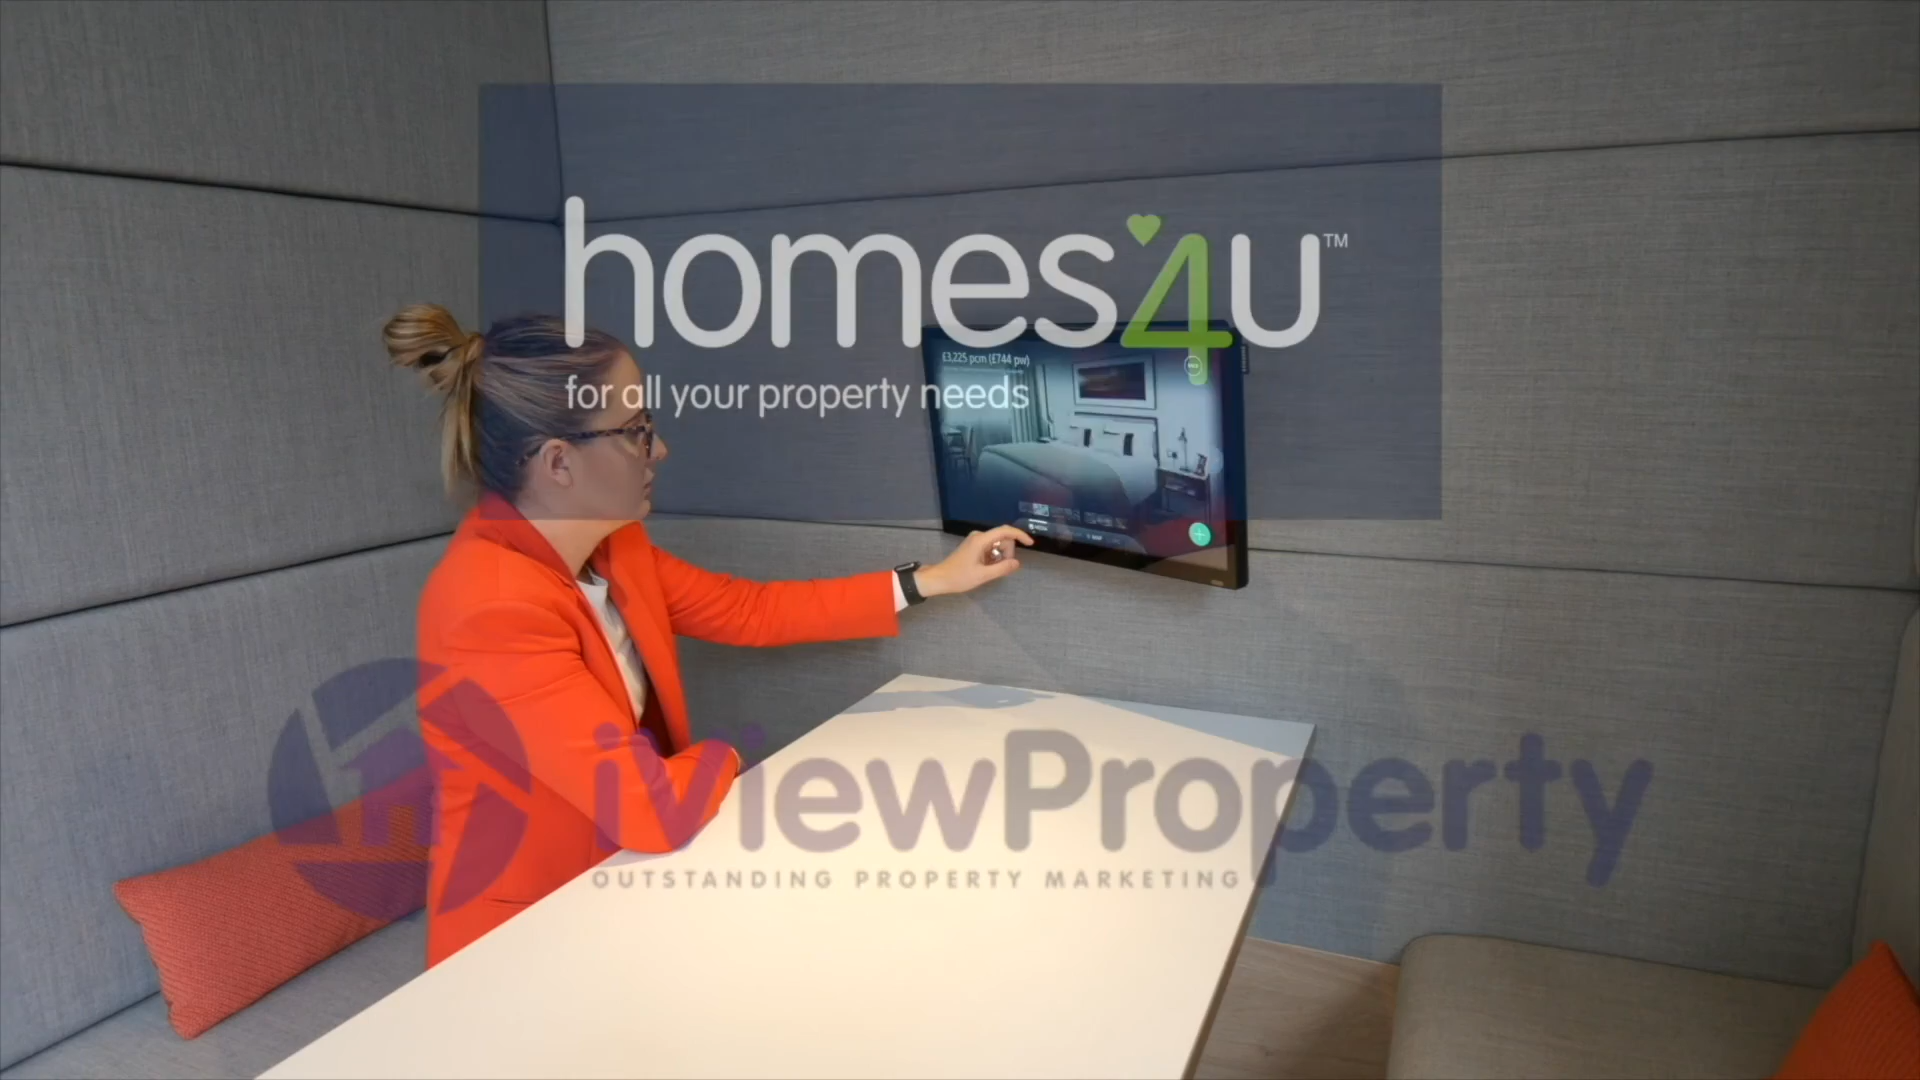 homes4u™
£3,225 pcm (£744 pw)
for all your property needs
iViewProperty
OUTSTANDING PROPERTY MARKETING